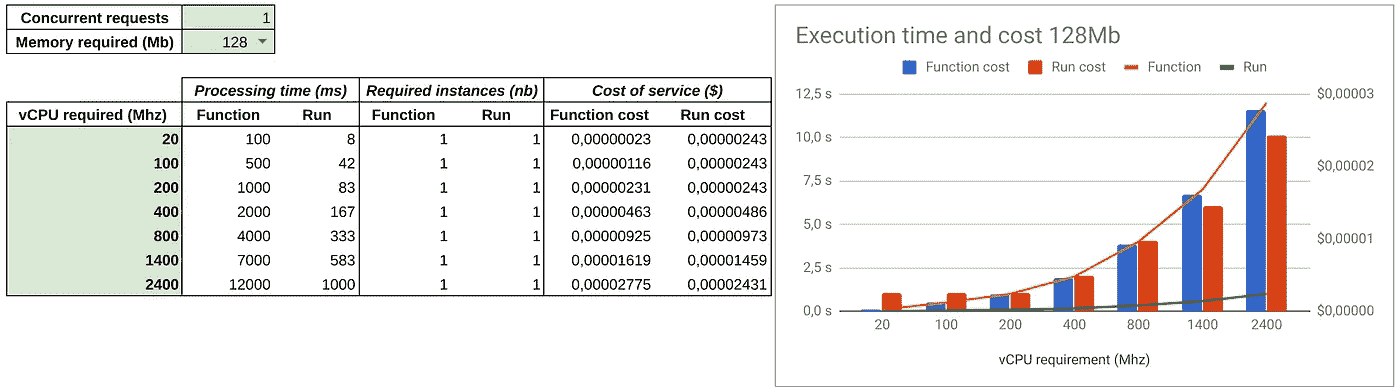 Concurrent requests 1
Memory required (Mb) 128
Processing time (ms) Required instances (nb) Cost of service ($)
vCPU required (Mhz) Function Run Function Run Function cost Run cost
20 100 8 1 1 0,00000023 0,00000243
100 500 42 1 1 0,00000116 0,00000243
200 1000 83 1 1 0,00000231 0,00000243
400 2000 167 1 1 0,00000463 0,00000486
800 4000 333 1 1 0,00000925 0,00000973
1400 7000 583 1 1 0,00001619 0,00001459
2400 12000 1000 1 1 0,00002775 0,00002431
Execution time and cost 128Mb
Function cost Run cost Function Run
12,5 s $0,00003
10,0 s
$0,00002
7,5 s
5,0 s
$0,00001
2,5 s
0,0 s $0,00000
20 100 200 400 800 1400 2400
vCPU requirement (Mhz)